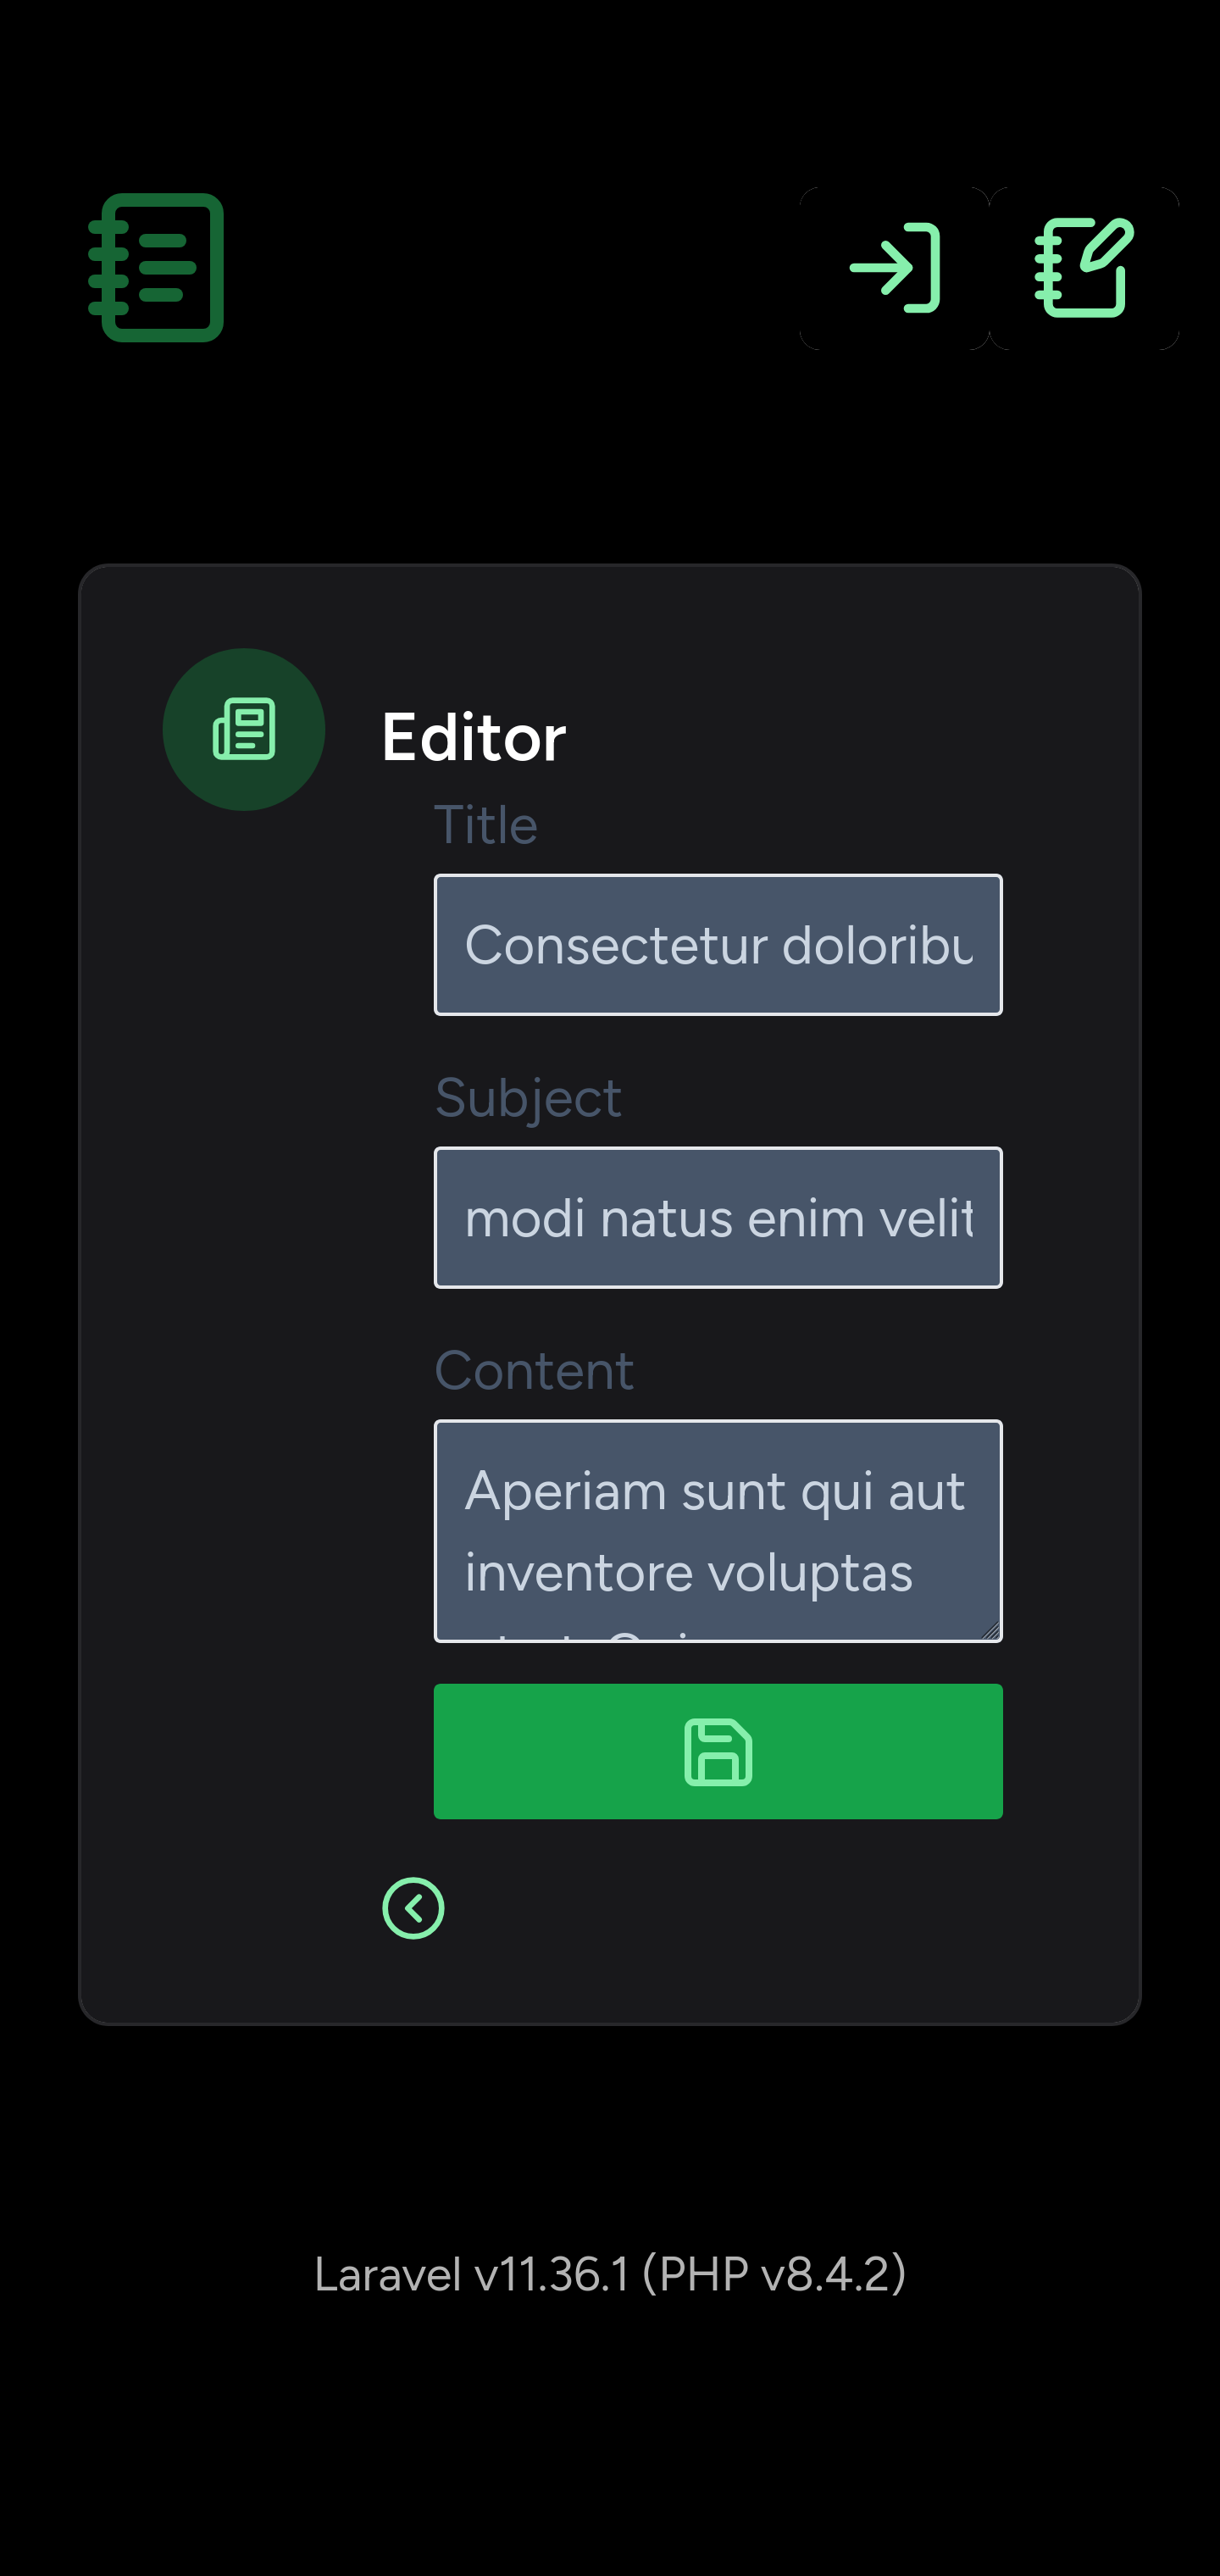 Editor
Title
Consectetur
Subject
modi natus enim velit
Content
Aperiam sunt qui aut
inventore voluptas
Laravel v11.36.1 (PHP v8.4.2)